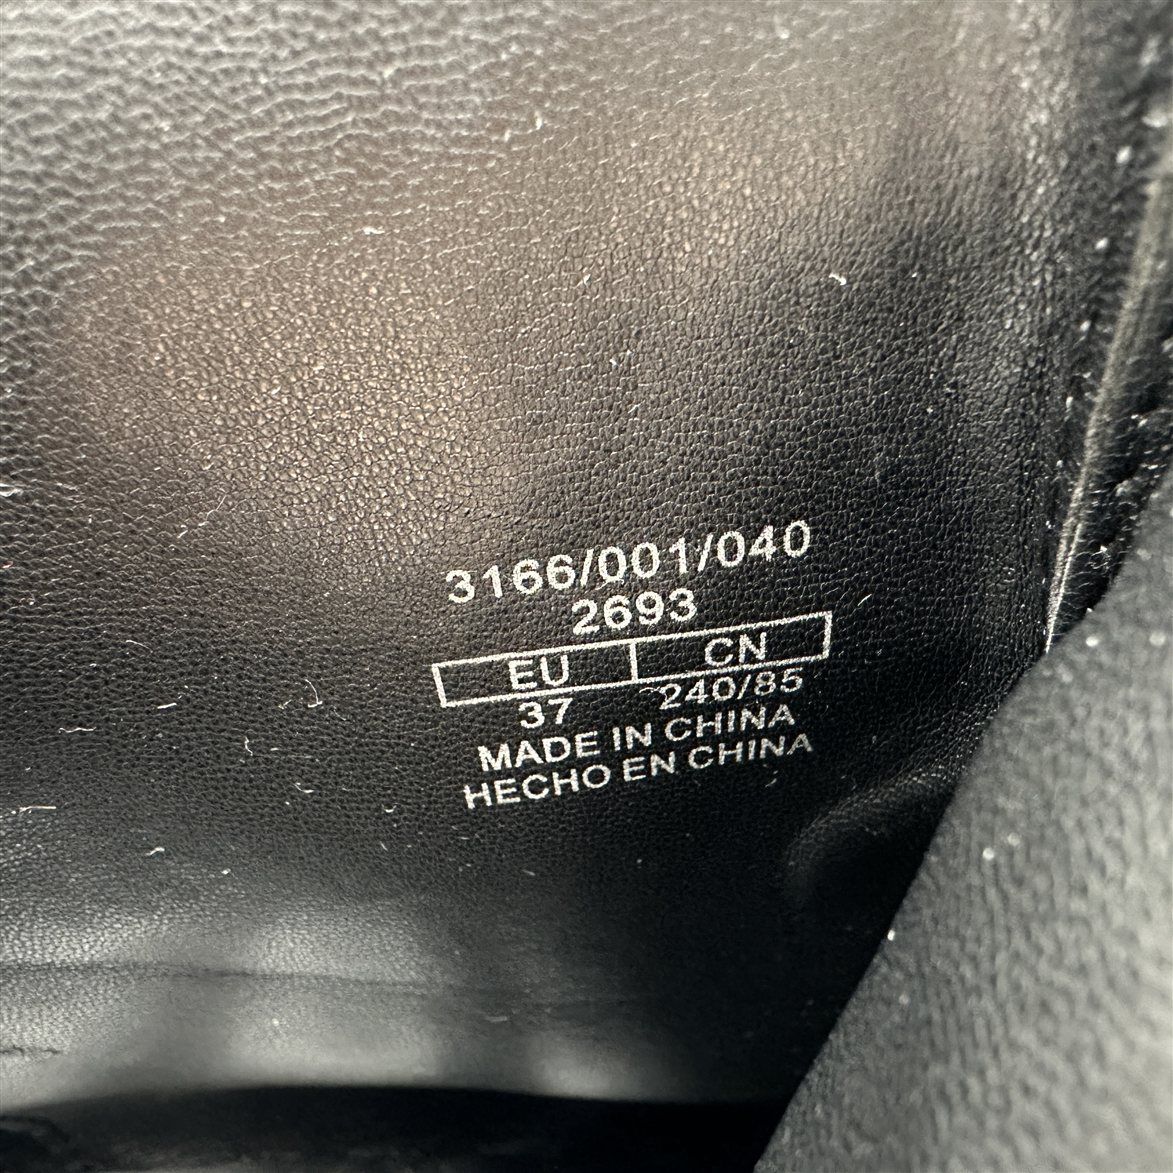 3166/001/040
2693
EU CN
37 240/85
MADE IN CHINA
HECHO EN CHINA